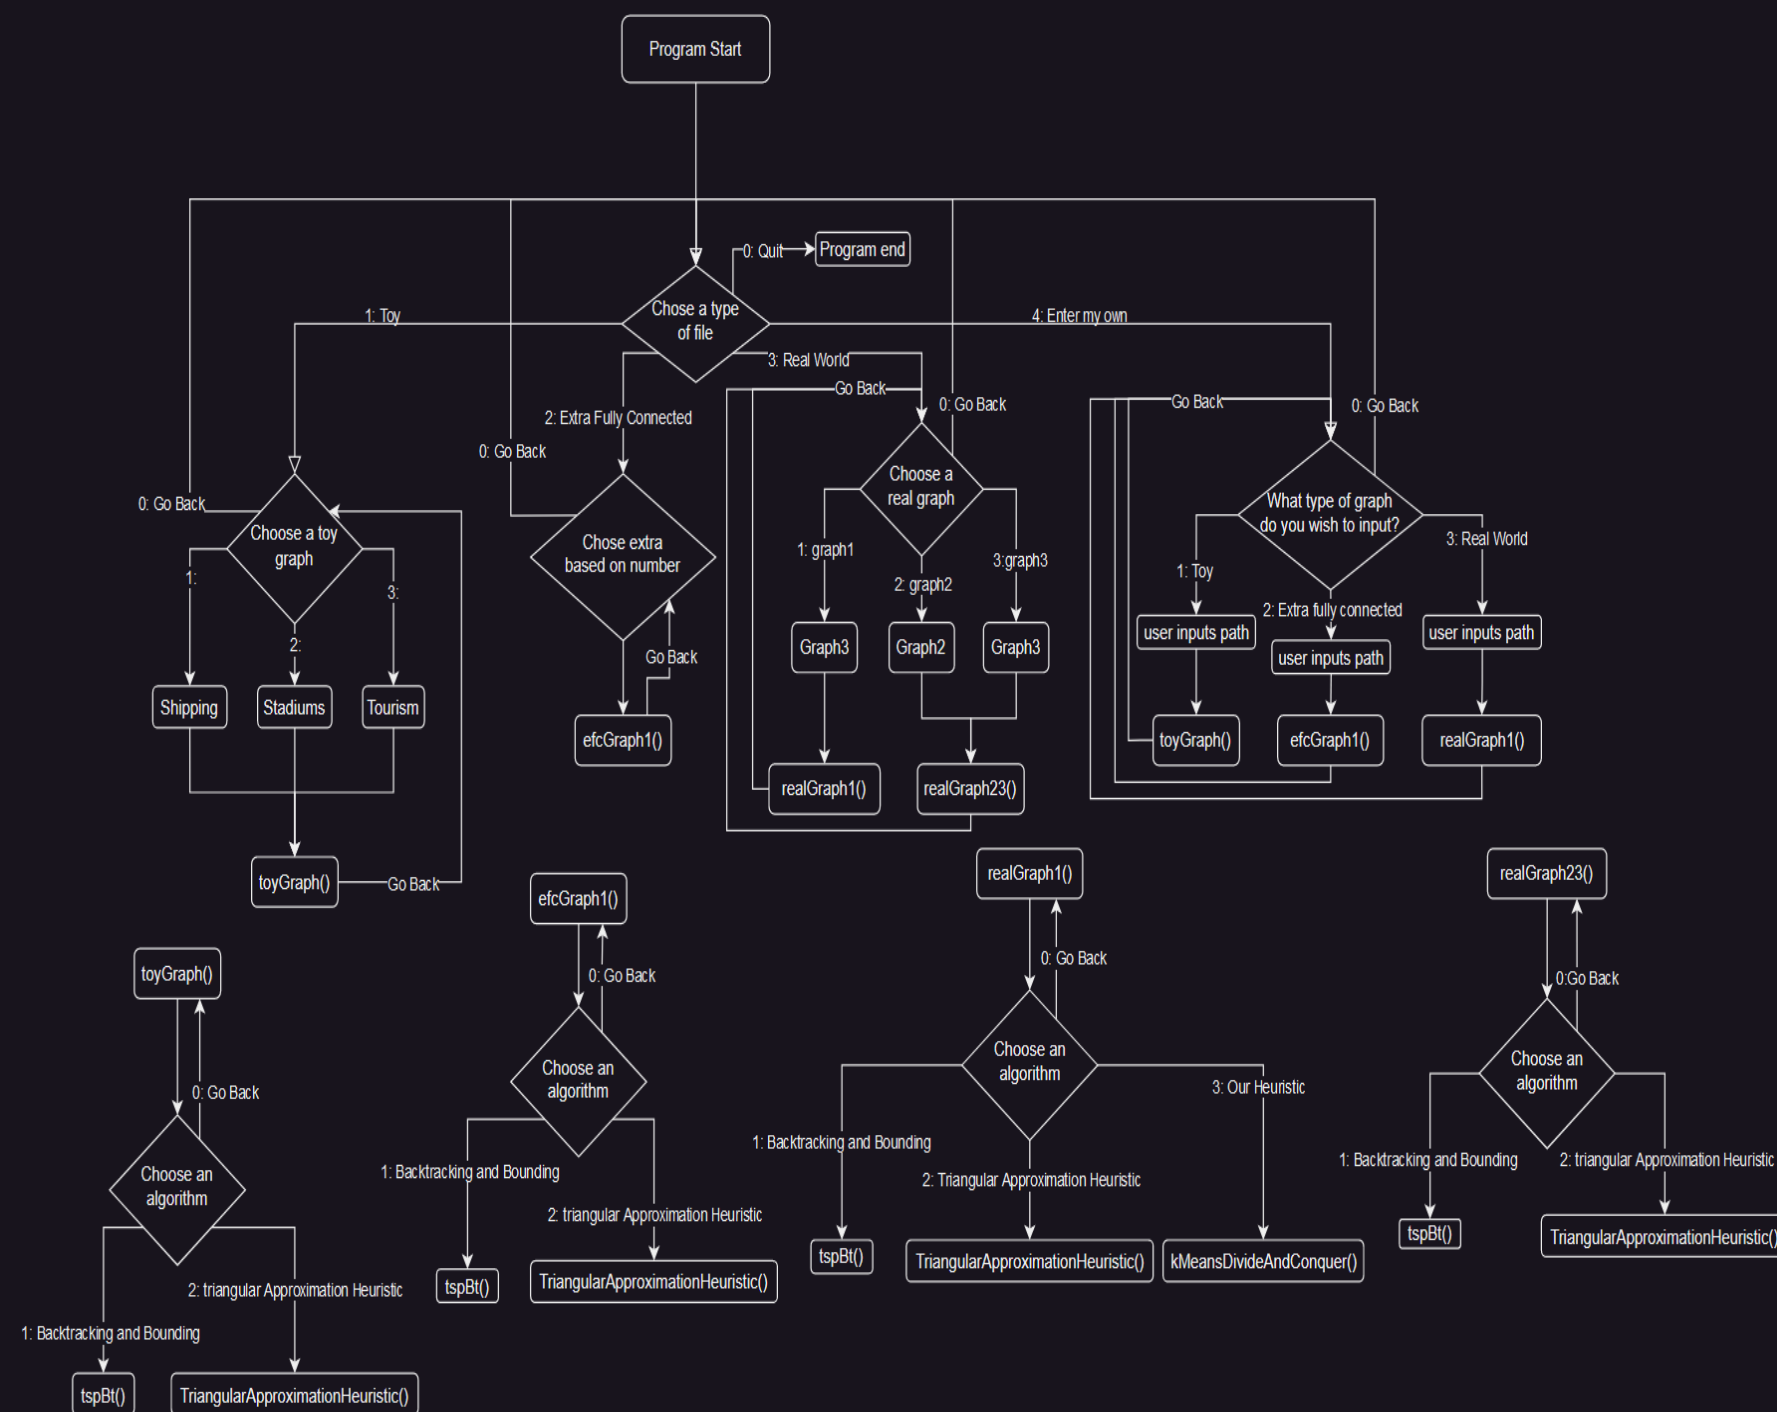 Program Start
0: Quit
Program end
Chose a type
of file
1: Toy
4: Enter my own
3: Real World
2: Extra Fully Connected
Go Back
0: Go Back
Go Back
0: Go Back
0: Go Back
0: Go Back
Choose a toy
graph
1:
2:
3:
Shipping
Stadiums
Tourism
toyGraph()
Go Back
Chose extra
based on number
Go Back
efcGraph1()
Choose a
real graph
1: graph1
2: graph2
3:graph3
Graph3
Graph2
Graph3
realGraph1()
realGraph23()
What type of graph
do you wish to input?
1: Toy
2: Extra fully connected
3: Real World
user inputs path
user inputs path
user inputs path
toyGraph()
efcGraph1()
realGraph1()
toyGraph()
0: Go Back
Choose an
algorithm
2: triangular Approximation Heuristic
1: Backtracking and Bounding
tspBt()
TriangularApproximationHeuristic()
efcGraph1()
0: Go Back
Choose an
algorithm
1: Backtracking and Bounding
2: triangular Approximation Heuristic
tspBt()
TriangularApproximationHeuristic()
realGraph1()
0: Go Back
Choose an
algorithm
3: Our Heuristic
1: Backtracking and Bounding
2: Triangular Approximation Heuristic
tspBt()
TriangularApproximationHeuristic()
kMeansDivideAndConquer()
realGraph23()
0:Go Back
Choose an
algorithm
1: Backtracking and Bounding
2: triangular Approximation Heuristic
tspBt()
TriangularApproximationHeuristic()